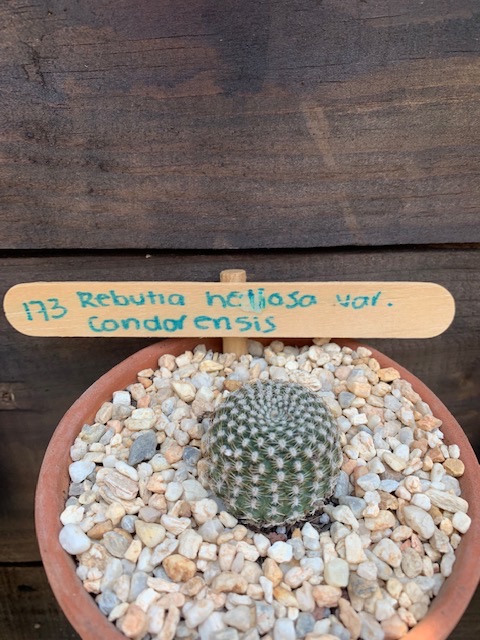 173 Rebutia heliosa var.
Condorensis